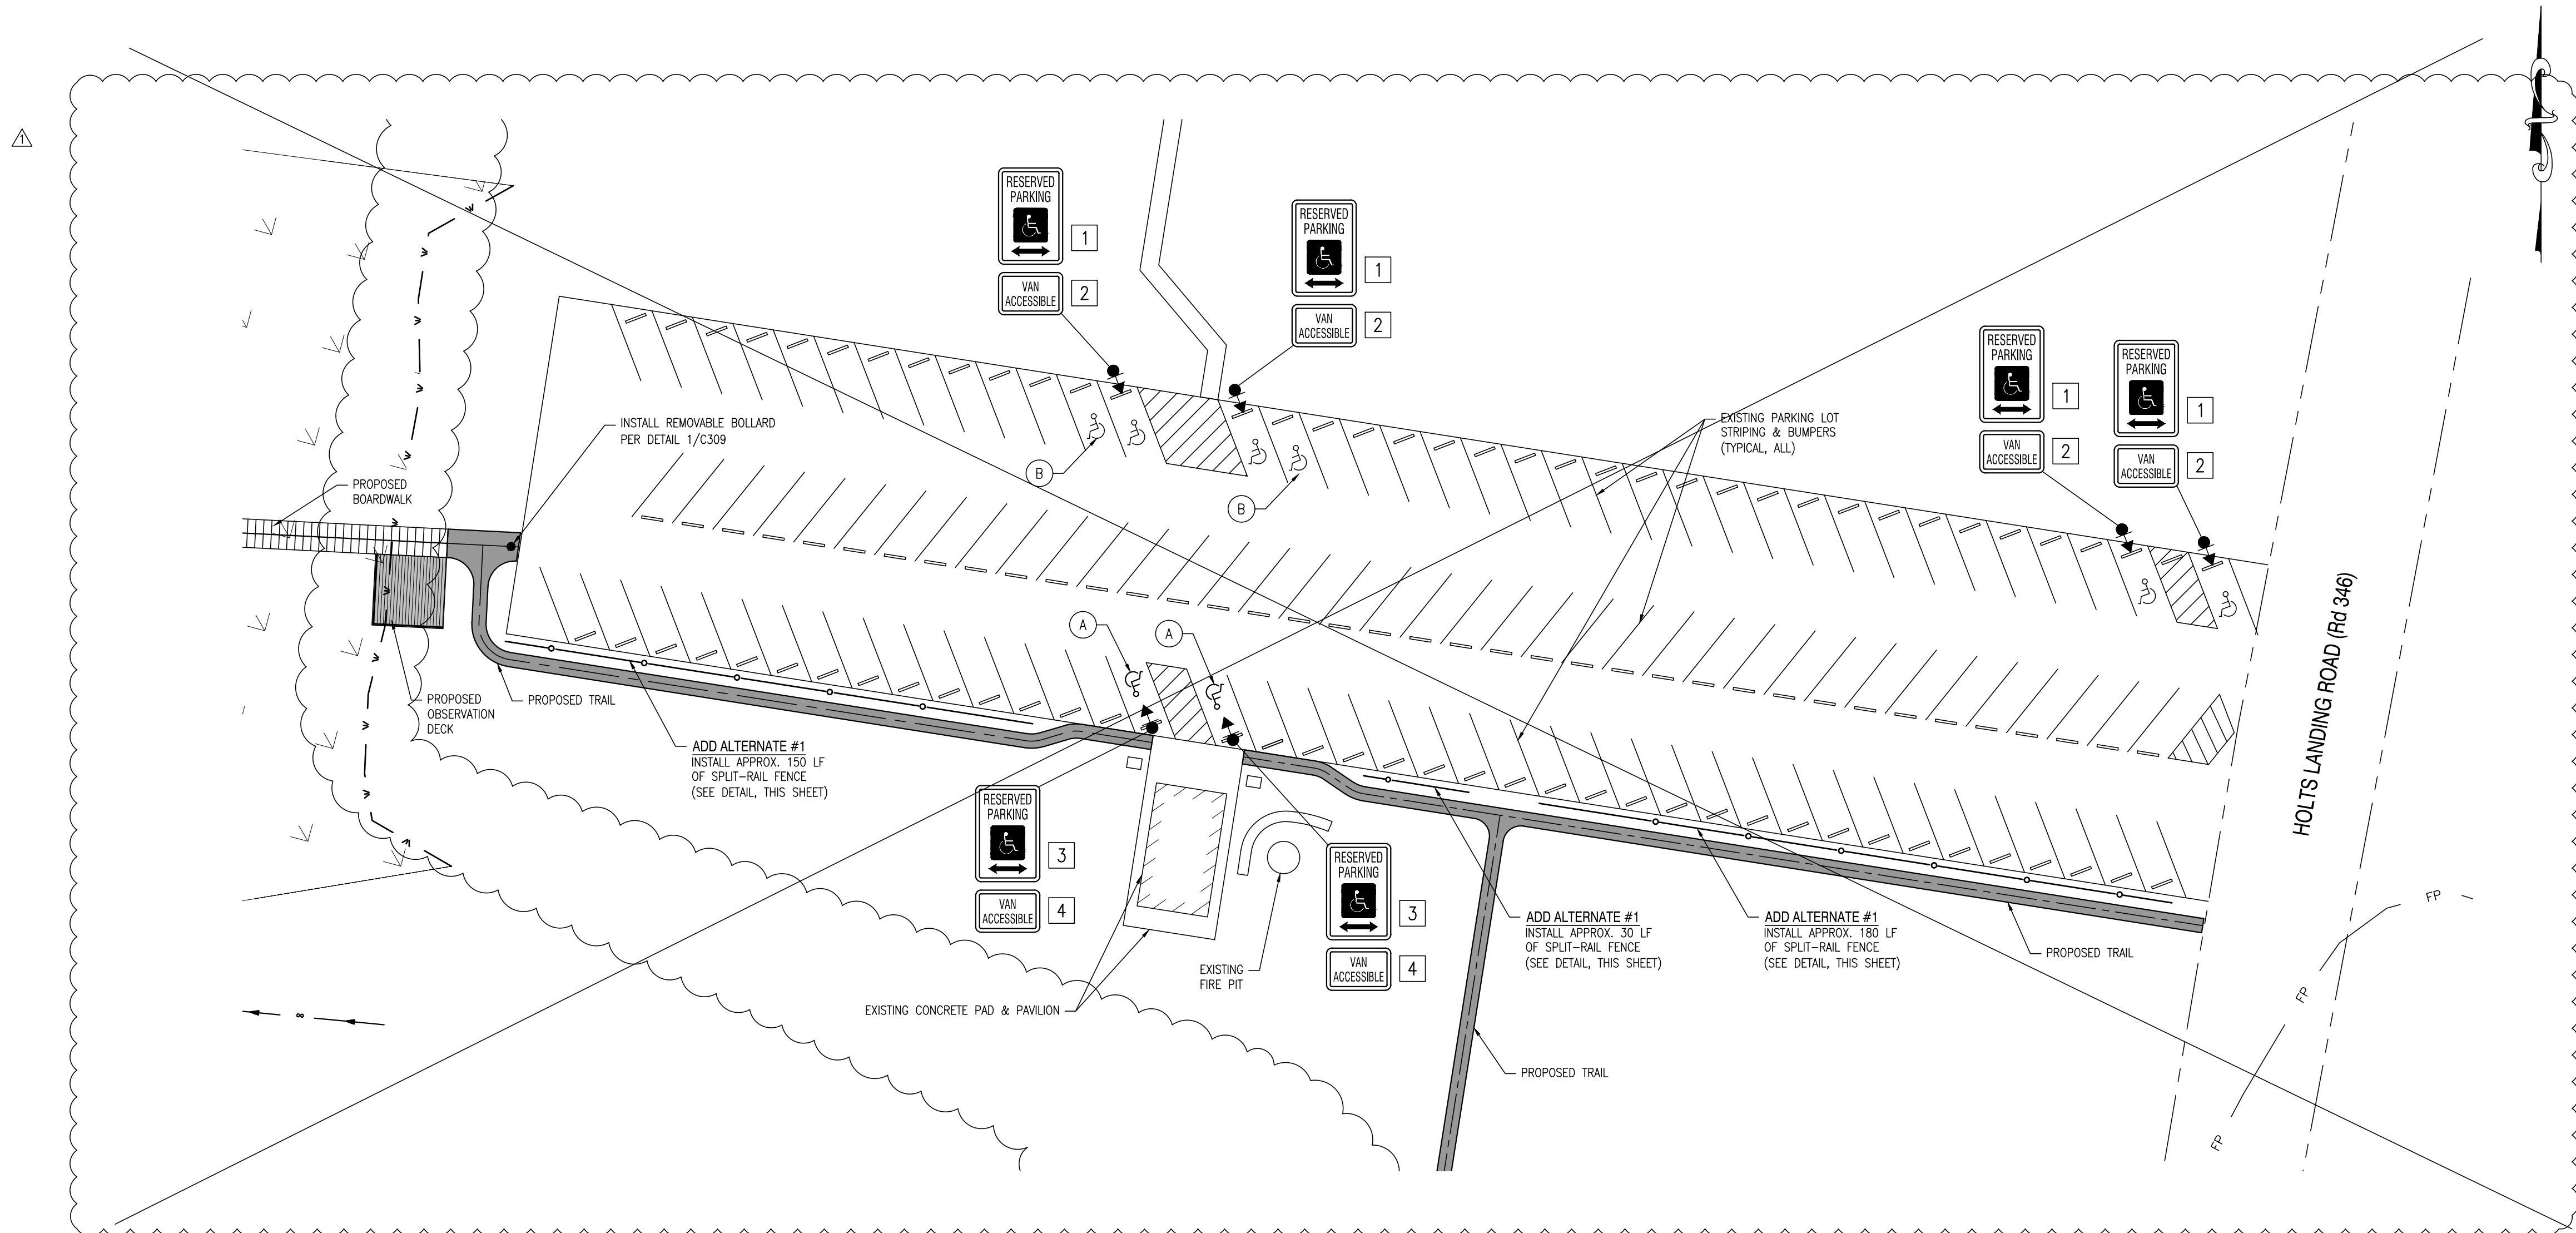 1
RESERVED
PARKING
1
VAN
ACCESSIBLE
2
RESERVED
PARKING
1
VAN
ACCESSIBLE
2
RESERVED
PARKING
1
VAN
ACCESSIBLE
2
RESERVED
PARKING
1
VAN
ACCESSIBLE
2
INSTALL REMOVABLE BOLLARD
PER DETAIL 1/C309
EXISTING PARKING LOT
STRIPING & BUMPERS
(TYPICAL, ALL)
B
B
PROPOSED
BOARDWALK
A
A
HOLTS LANDING ROAD (Rd 346)
PROPOSED
OBSERVATION
DECK
PROPOSED TRAIL
ADD ALTERNATE #1
INSTALL APPROX. 150 LF
OF SPLIT-RAIL FENCE
(SEE DETAIL, THIS SHEET)
RESERVED
PARKING
3
VAN
ACCESSIBLE
4
RESERVED
PARKING
3
VAN
ACCESSIBLE
4
EXISTING
FIRE PIT
EXISTING CONCRETE PAD & PAVILION
ADD ALTERNATE #1
INSTALL APPROX. 30 LF
OF SPLIT-RAIL FENCE
(SEE DETAIL, THIS SHEET)
ADD ALTERNATE #1
INSTALL APPROX. 180 LF
OF SPLIT-RAIL FENCE
(SEE DETAIL, THIS SHEET)
PROPOSED TRAIL
PROPOSED TRAIL
FP
FP
FP